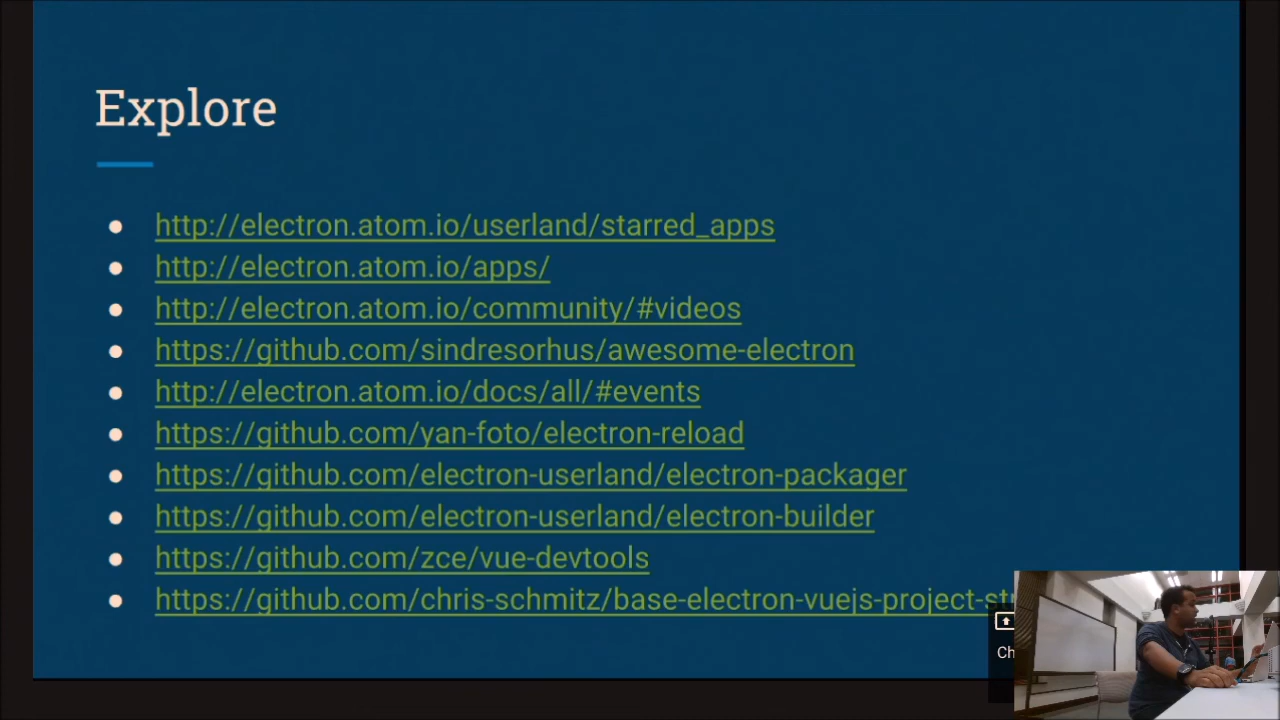 Explore
http://electron.atom.io/userland/starred_apps
http://electron.atom.io/apps/
http://electron.atom.io/community/#videos
https://github.com/sindresorhus/awesome-electron
http://electron.atom.io/docs/all/#events
https://github.com/yan-foto/electron-reload
https://github.com/electron-userland/electron-packager
https://github.com/electron-userland/electron-builder
https://github.com/zce/vue-devtools
https://github.com/chris-schmitz/base-electron-vuejs-project-st
Ch